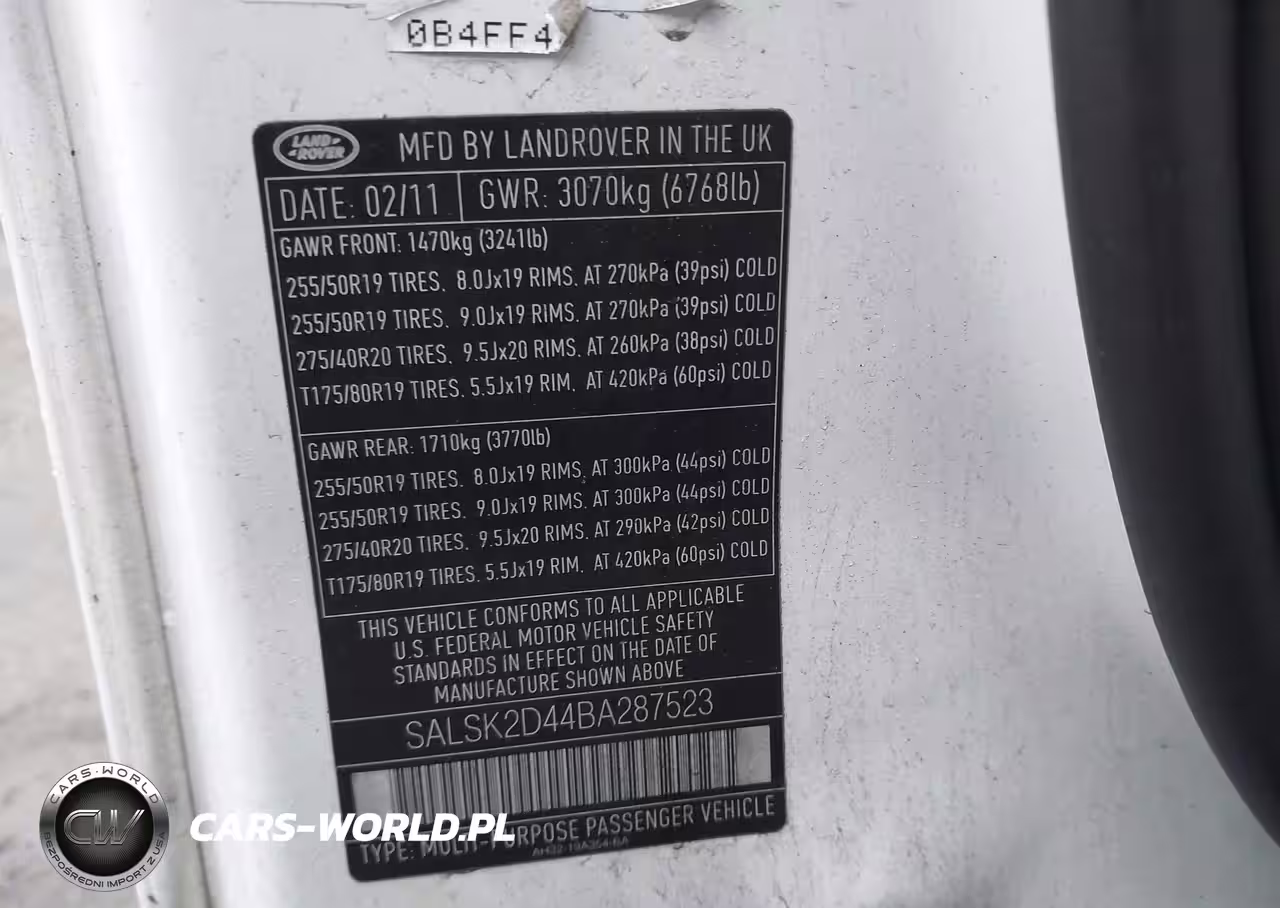 0B4FF4
LAND
ROVER
MFD BY LANDROVER IN THE UK
DATE: 02/11 GWR: 3070kg (6768lb)
GAWR FRONT: 1470kg (3241lb)
255/50R19 TIRES. 8.0Jx19 RIMS. AT 270kPa (39psi) COLD
255/50R19 TIRES. 9.0Jx19 RIMS. AT 270kPa (39psi) COLD
275/40R20 TIRES. 9.5Jx20 RIMS. AT 260kPa (38psi) COLD
T175/80R19 TIRES. 5.5Jx19 RIM. AT 420kPa (60psi) COLD
GAWR REAR: 1710kg (3770lb)
255/50R19 TIRES. 8.0Jx19 RIMS. AT 300kPa (44psi) COLD
255/50R19 TIRES. 9.0Jx19 RIMS. AT 300kPa (44psi) COLD
275/40R20 TIRES. 9.5Jx20 RIMS. AT 290kPa (42psi) COLD
T175/80R19 TIRES. 5.5Jx19 RIM. AT 420kPa (60psi) COLD
THIS VEHICLE CONFORMS TO ALL APPLICABLE
U.S. FEDERAL MOTOR VEHICLE SAFETY
STANDARDS IN EFFECT ON THE DATE OF
MANUFACTURE SHOWN ABOVE
SALSK2D44BA287523
TYPE: MULTI-PURPOSE PASSENGER VEHICLE
CARS-WORLD
CW
BEZPOŚREDNI IMPORT Z USA
CARS-WORLD.PL